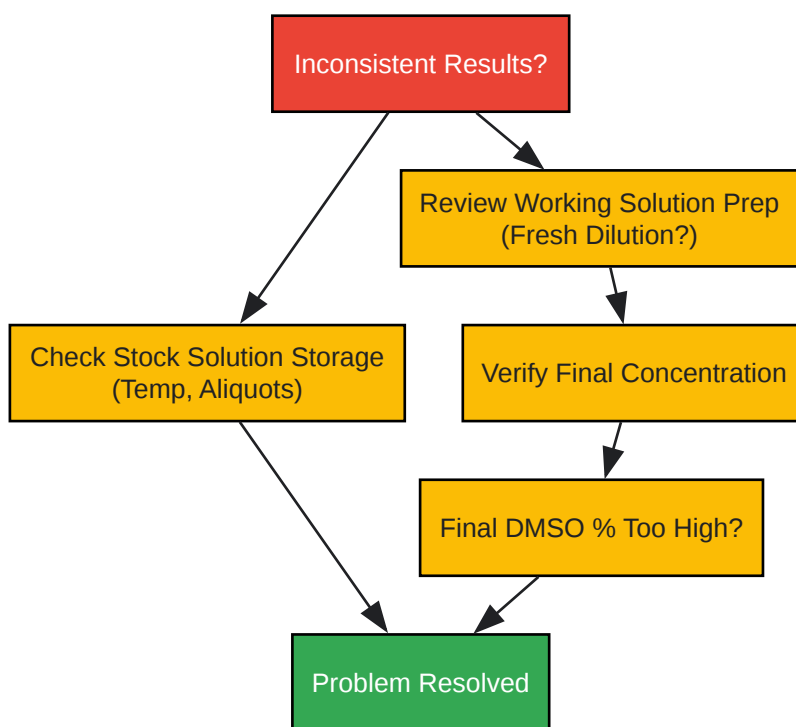 Inconsistent Results?
Review Working Solution Prep
(Fresh Dilution?)
Check Stock Solution Storage
(Temp, Aliquots)
Verify Final Concentration
Final DMSO % Too High?
Problem Resolved